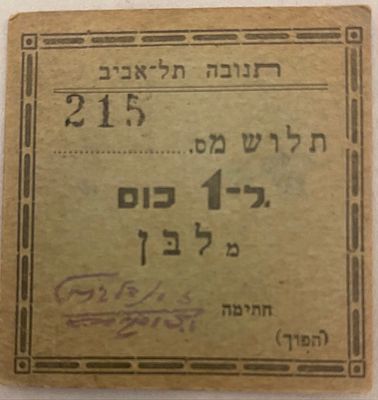 תנובה תל־אביב
215
תלוש מס.
ל־1 כוס
מלבן
חתימה
(הפוך)